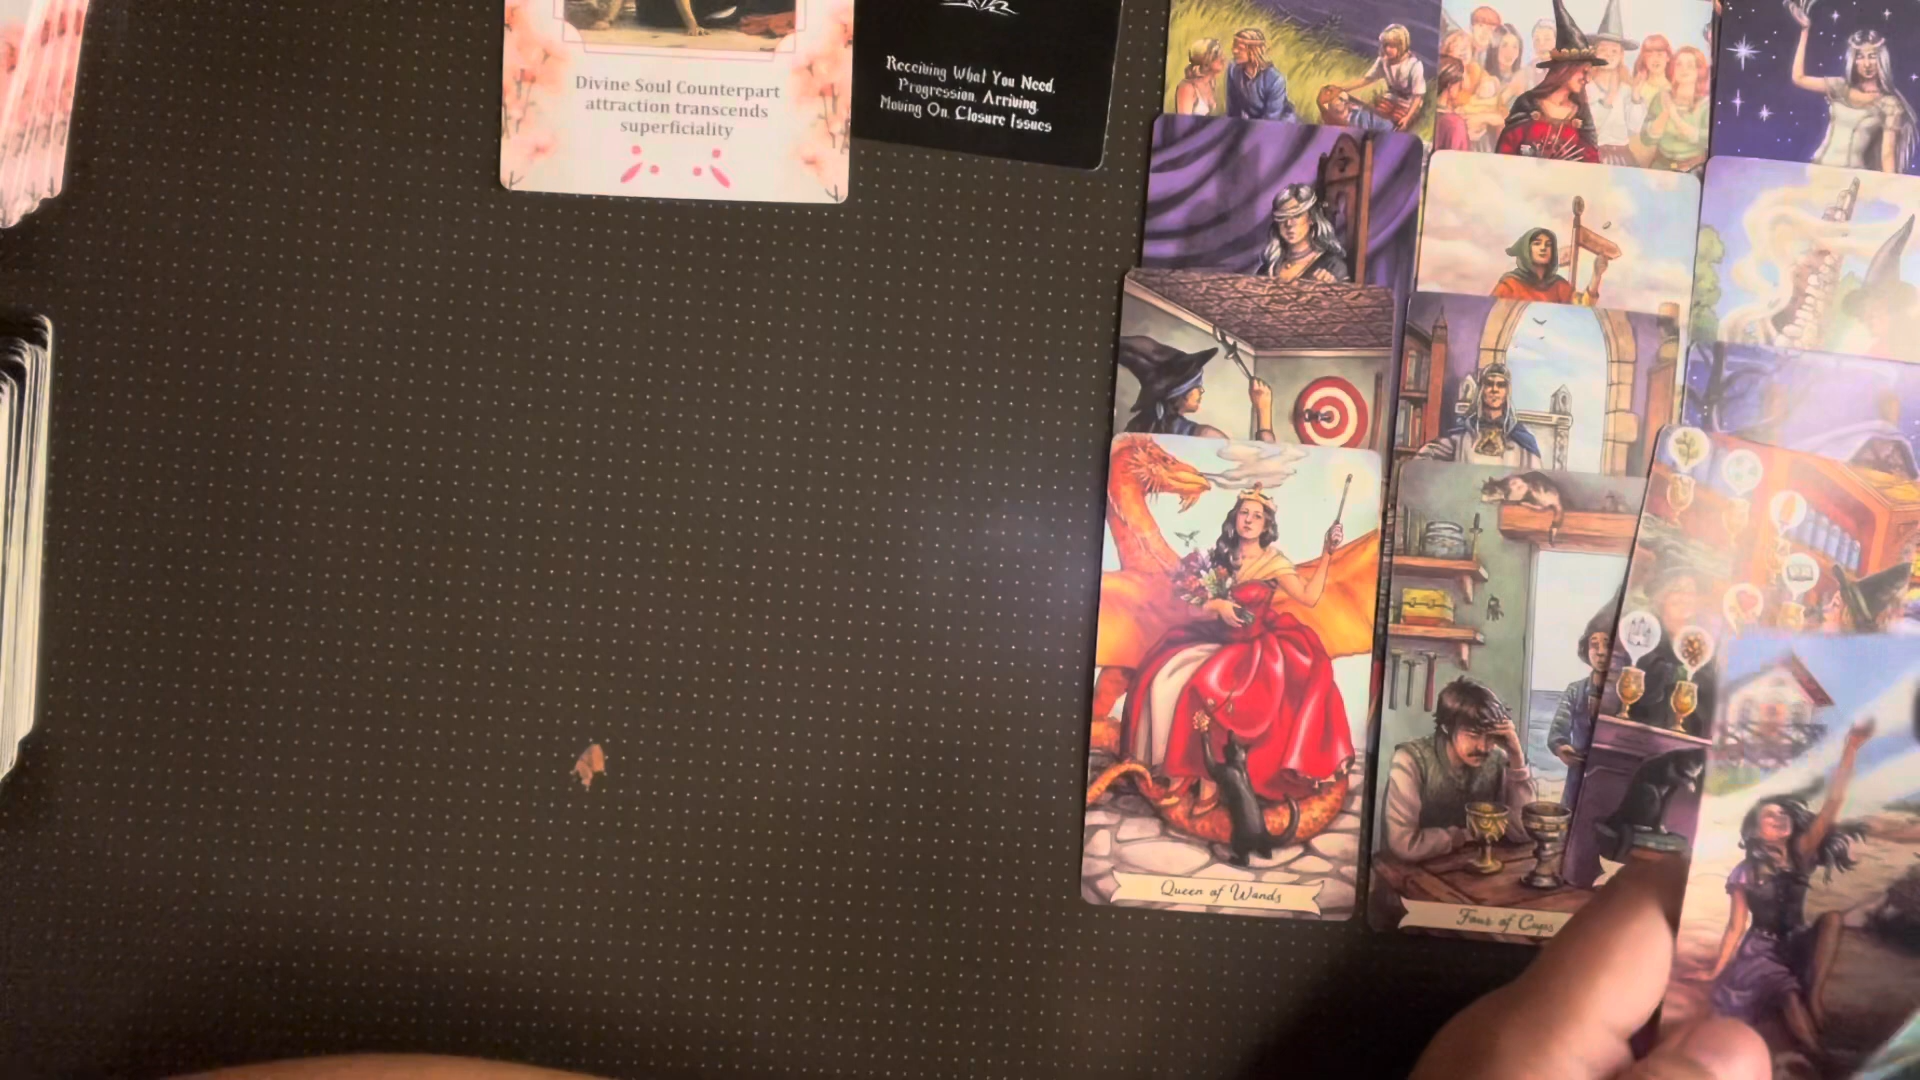 Divine Soul Counterpart
attraction transcends
superficiality
Receiving What You Need,
Progression, Arriving,
Moving On, Closure Issues
Queen of Wands
Four of Cups